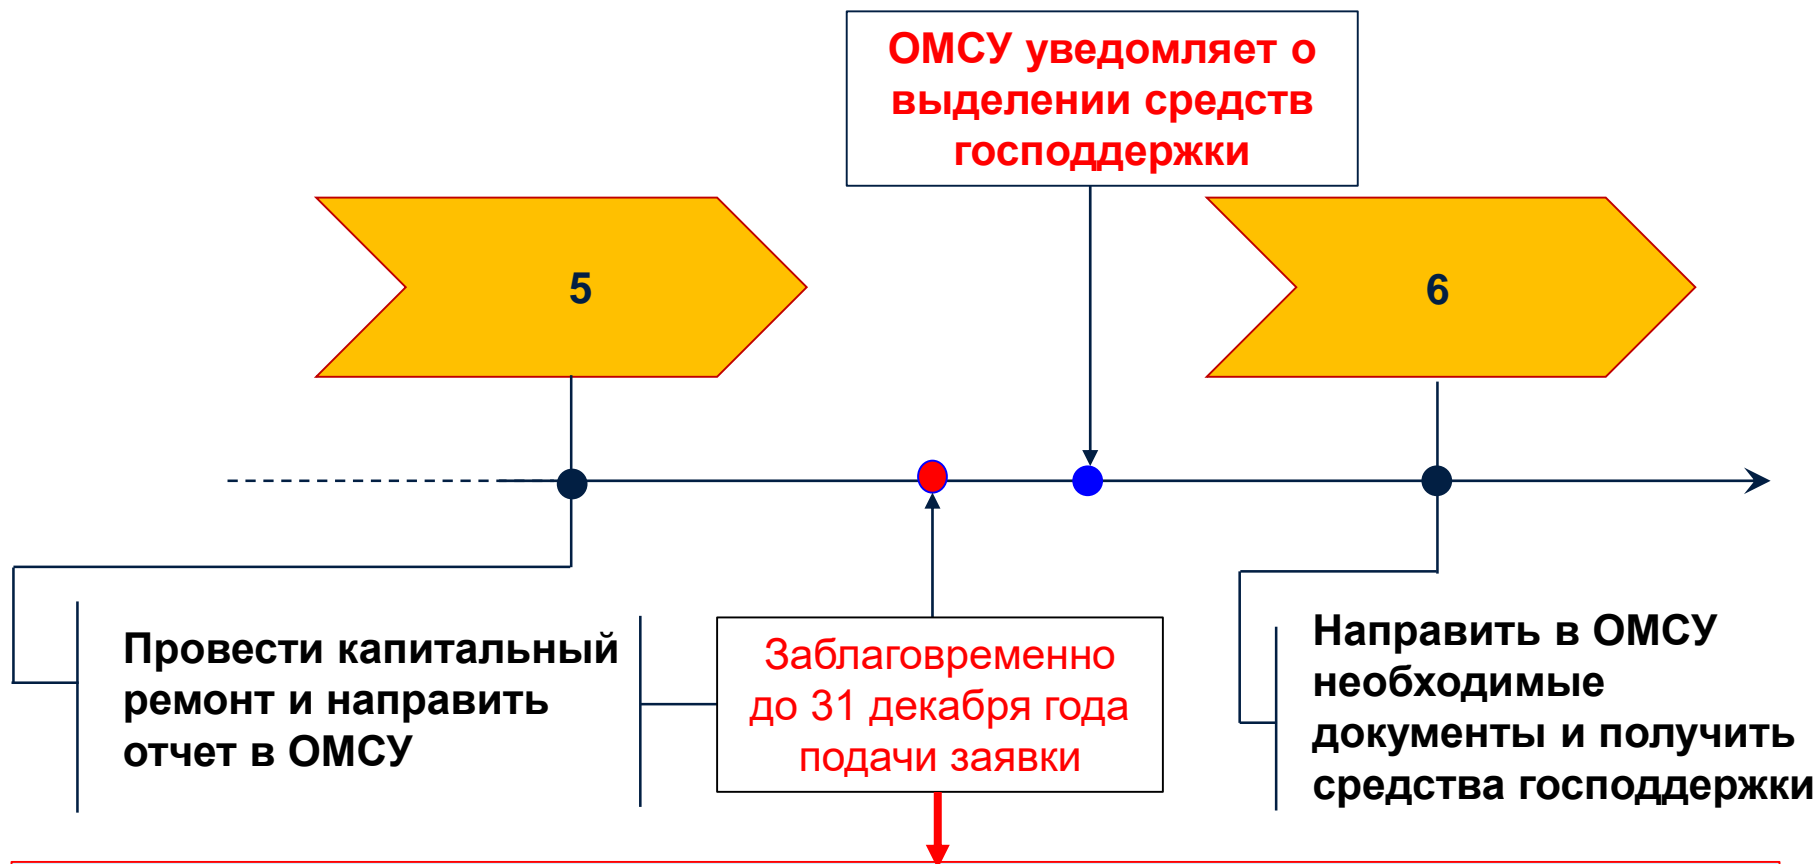 ОМСУ уведомляет о
выделении средств
господдержки
5
6
Провести капитальный
ремонт и направить
отчет в ОМСУ
Заблаговременно
до 31 декабря года
подачи заявки
Направить в ОМСУ
необходимые
документы и получить
средства господдержки